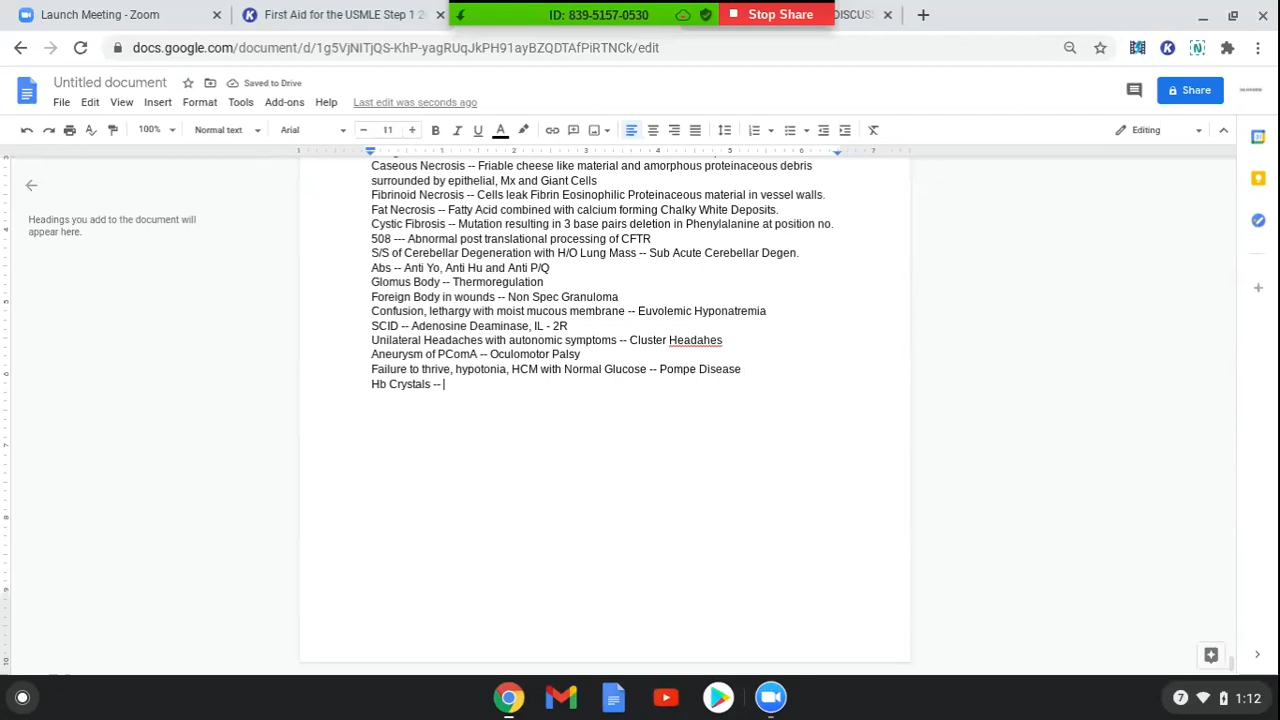 Launch Meeting - Zoom
First Aid for the USMLE Step 1 2
ID: 839-5157-0530
Stop Share
DISCUS
docs.google.com/document/d/1g5VjNITjQS-KhP-yagRUqJkPH91ayBZQDTAfPiRTNCk/edit
Untitled document
Saved to Drive
File Edit View Insert Format Tools Add-ons Help Last edit was seconds ago
Share
100% Normal text Arial 11 Editing
Headings you add to the document will
appear here.
Caseous Necrosis -- Friable cheese like material and amorphous proteinaceous debris
surrounded by epithelial, Mx and Giant Cells
Fibrinoid Necrosis -- Cells leak Fibrin Eosinophilic Proteinaceous material in vessel walls.
Fat Necrosis -- Fatty Acid combined with calcium forming Chalky White Deposits.
Cystic Fibrosis -- Mutation resulting in 3 base pairs deletion in Phenylalanine at position no.
508 --- Abnormal post translational processing of CFTR
S/S of Cerebellar Degeneration with H/O Lung Mass -- Sub Acute Cerebellar Degen.
Abs -- Anti Yo, Anti Hu and Anti P/Q
Glomus Body -- Thermoregulation
Foreign Body in wounds -- Non Spec Granuloma
Confusion, lethargy with moist mucous membrane -- Euvolemic Hyponatremia
SCID -- Adenosine Deaminase, IL - 2R
Unilateral Headaches with autonomic symptoms -- Cluster Headahes
Aneurysm of PComA -- Oculomotor Palsy
Failure to thrive, hypotonia, HCM with Normal Glucose -- Pompe Disease
Hb Crystals --
7 1:12